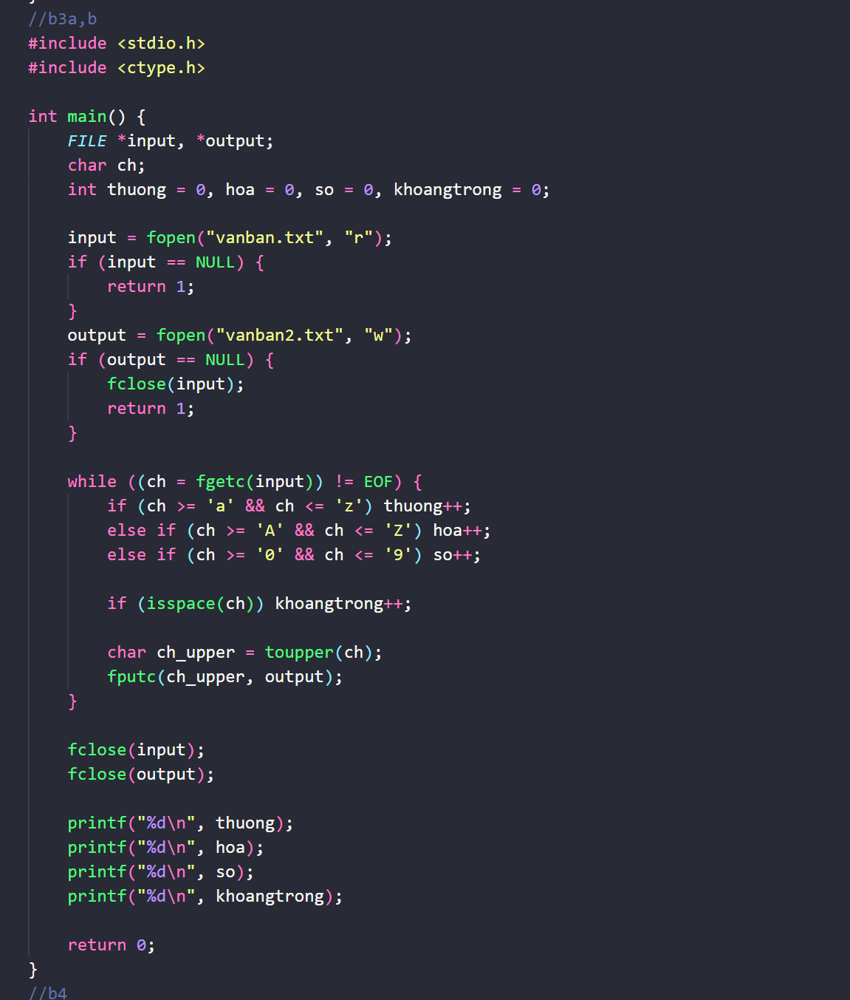 }
//b3a,b
#include <stdio.h>
#include <ctype.h>

int main() {
    FILE *input, *output;
    char ch;
    int thuong = 0, hoa = 0, so = 0, khoangtrong = 0;

    input = fopen("vanban.txt", "r");
    if (input == NULL) {
        return 1;
    }
    output = fopen("vanban2.txt", "w");
    if (output == NULL) {
        fclose(input);
        return 1;
    }

    while ((ch = fgetc(input)) != EOF) {
        if (ch >= 'a' && ch <= 'z') thuong++;
        else if (ch >= 'A' && ch <= 'Z') hoa++;
        else if (ch >= '0' && ch <= '9') so++;

        if (isspace(ch)) khoangtrong++;

        char ch_upper = toupper(ch);
        fputc(ch_upper, output);
    }

    fclose(input);
    fclose(output);

    printf("%d\n", thuong);
    printf("%d\n", hoa);
    printf("%d\n", so);
    printf("%d\n", khoangtrong);

    return 0;
}
//b4